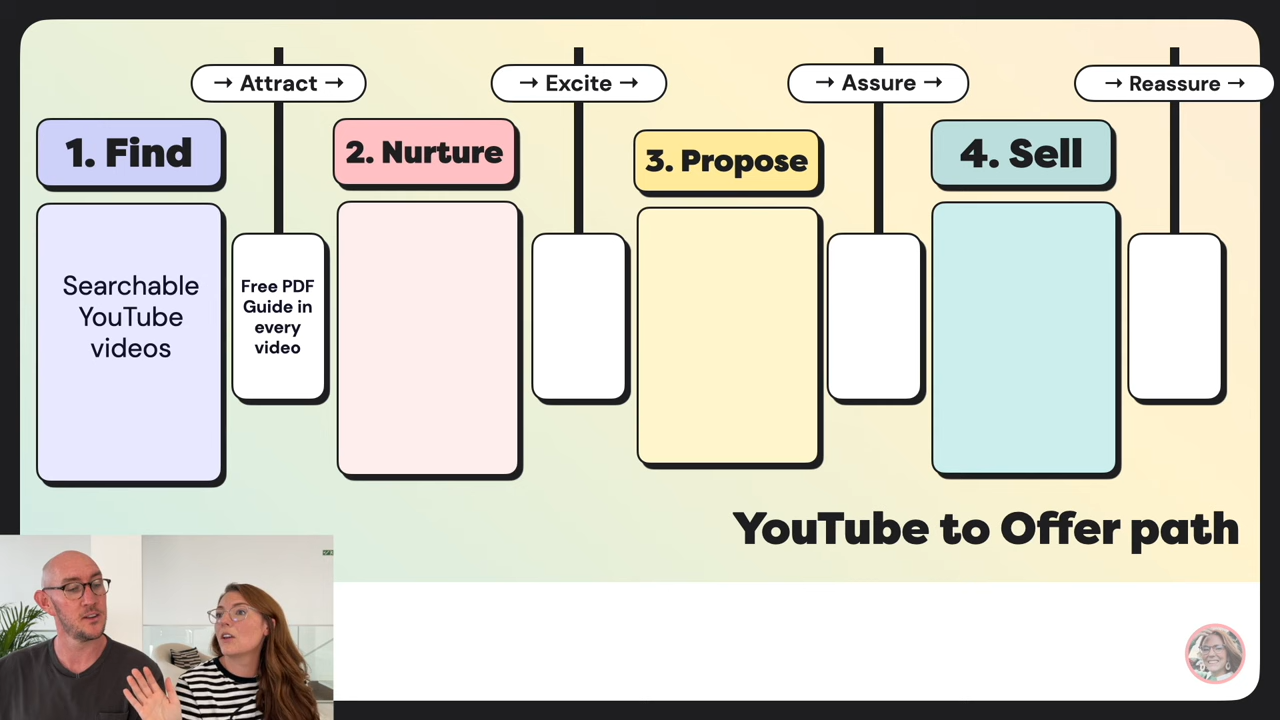 → Attract →
→ Excite →
→ Assure →
→ Reassure →
1. Find
2. Nurture
3. Propose
4. Sell
Searchable
YouTube
videos
Free PDF
Guide in
every
video
YouTube to Offer path